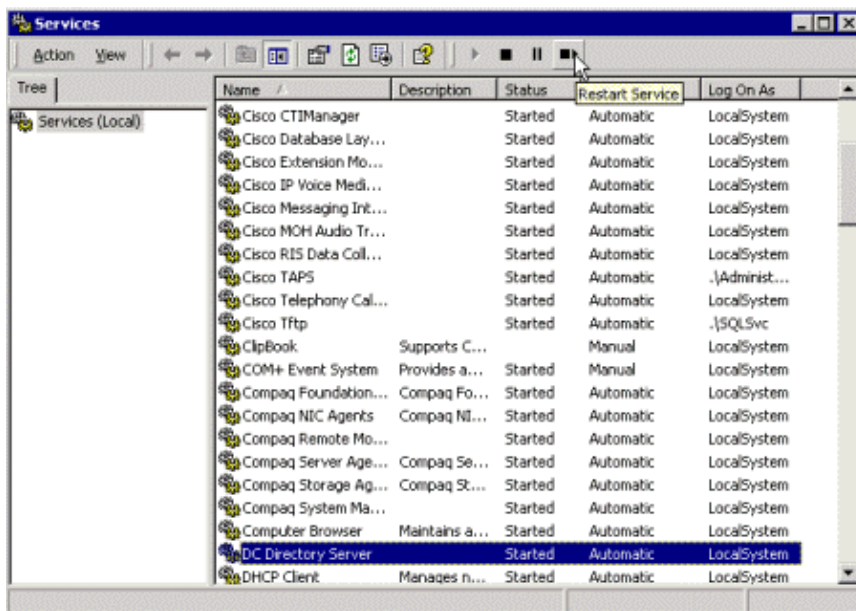 Services
Action View
Tree
Services (Local)
Name Description Status Log On As
Restart Service
Cisco CTIManager Started Automatic LocalSystem
Cisco Database Lay... Started Automatic LocalSystem
Cisco Extension Mo... Started Automatic LocalSystem
Cisco IP Voice Medi... Started Automatic LocalSystem
Cisco Messaging Int... Started Automatic LocalSystem
Cisco MOH Audio Tr... Started Automatic LocalSystem
Cisco RIS Data Coll... Started Automatic LocalSystem
Cisco TAPS Started Automatic .\Administ...
Cisco Telephony Cal... Started Automatic LocalSystem
Cisco Tftp Started Automatic .\SQLSvc
ClipBook Supports C... Manual LocalSystem
COM+ Event System Provides a... Started Manual LocalSystem
Compaq Foundation... Compaq Fo... Started Automatic LocalSystem
Compaq NIC Agents Compaq NI... Started Automatic LocalSystem
Compaq Remote Mo... Started Automatic LocalSystem
Compaq Server Age... Compaq Se... Started Automatic LocalSystem
Compaq Storage Ag... Compaq St... Started Automatic LocalSystem
Compaq System Ma... Started Automatic LocalSystem
Computer Browser Maintains a... Started Automatic LocalSystem
DC Directory Server Started Automatic LocalSystem
DHCP Client Manages n... Started Automatic LocalSystem